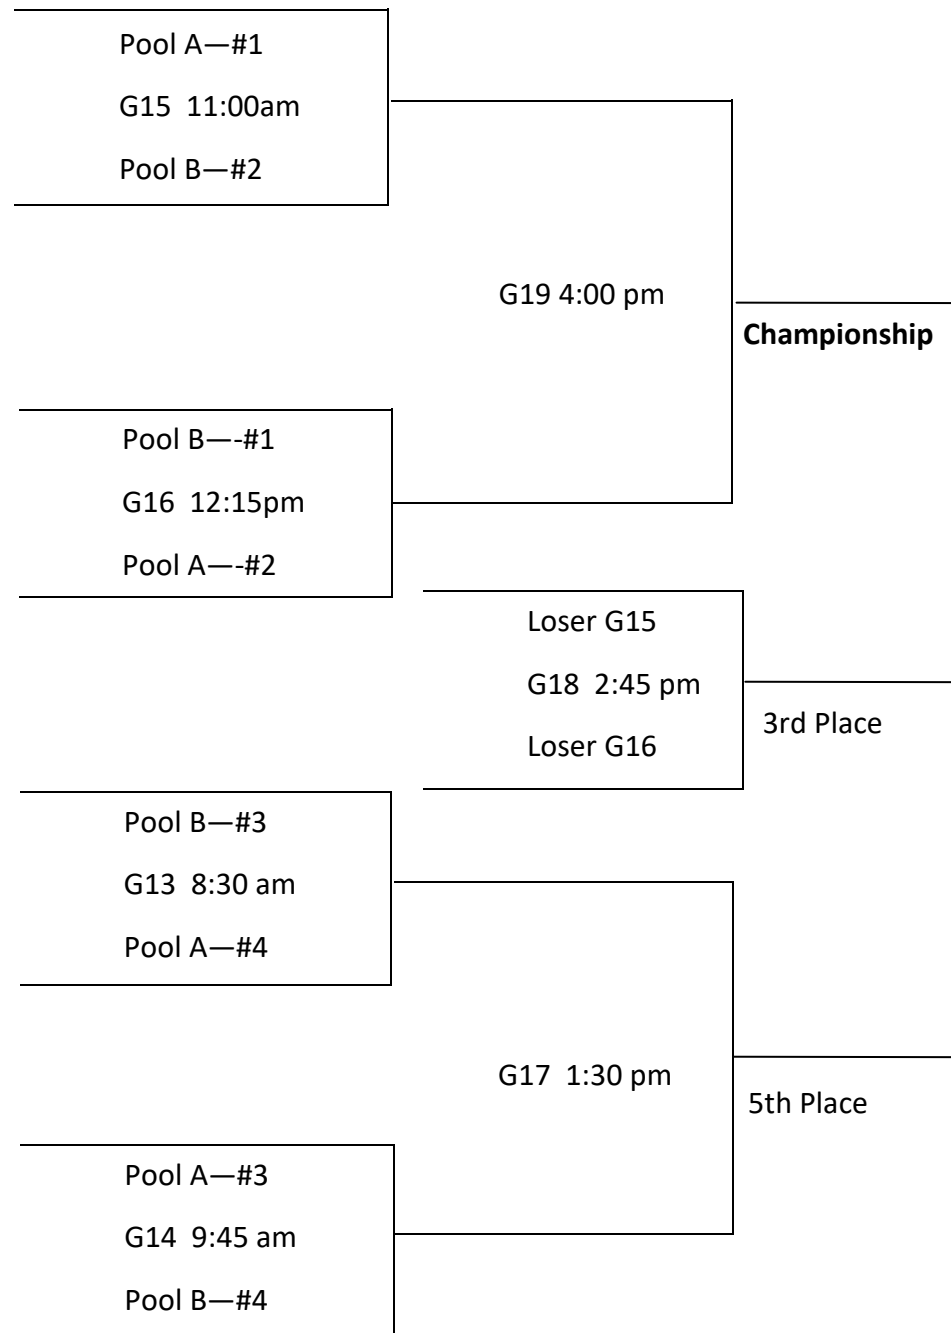 Pool A—#1
G15  11:00am
Pool B—#2
G19 4:00 pm
Championship
Pool B—-#1
G16  12:15pm
Pool A—-#2
Loser G15
G18  2:45 pm
Loser G16
3rd Place
Pool B—#3
G13  8:30 am
Pool A—#4
G17  1:30 pm
5th Place
Pool A—#3
G14  9:45 am
Pool B—#4